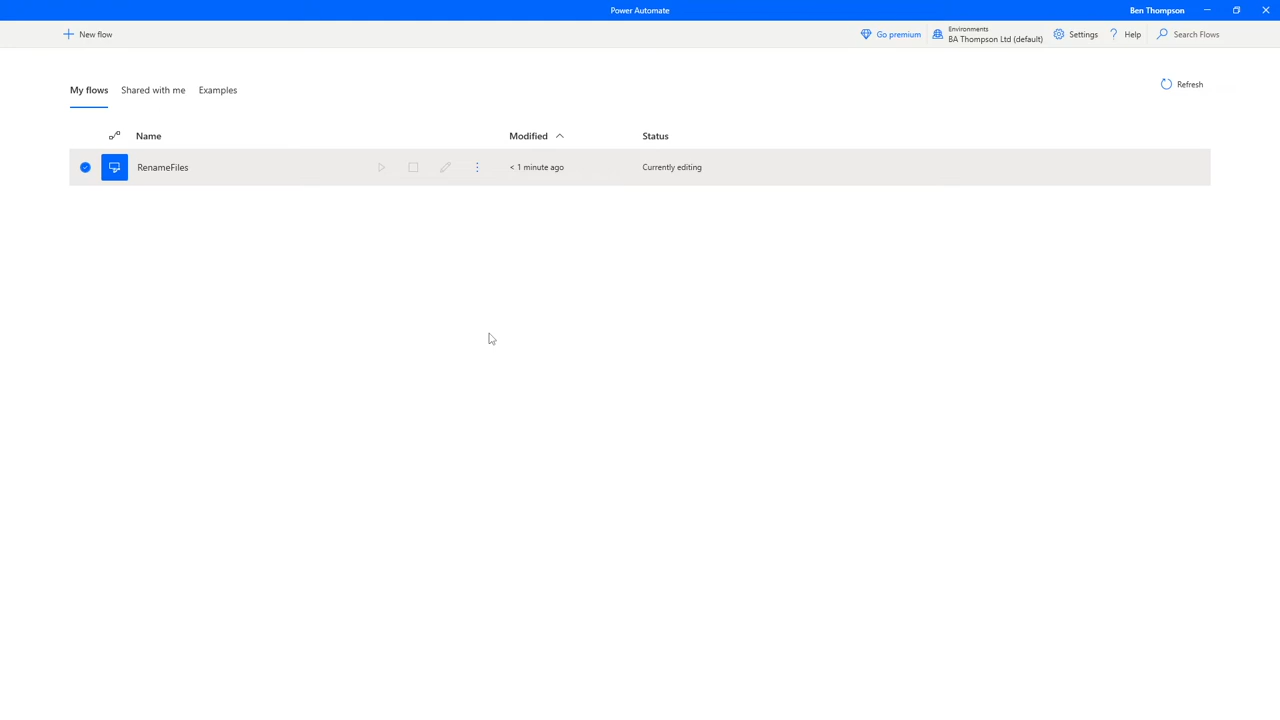 Power Automate
Ben Thompson
New flow
Go premium
Environments
BA Thompson Ltd (default)
Settings
? Help
Search Flows
My flows
Shared with me
Examples
Refresh
Name
Modified
Status
RenameFiles
< 1 minute ago
Currently editing